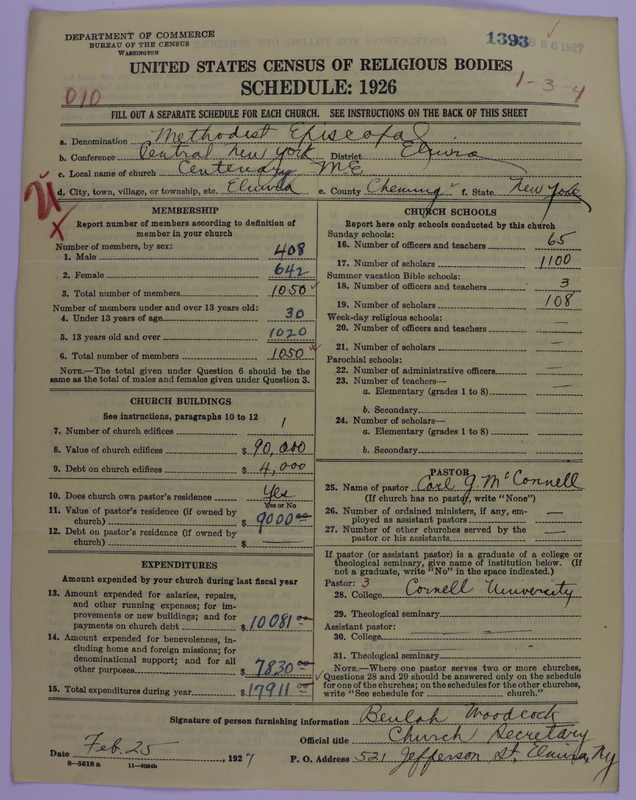 DEPARTMENT OF COMMERCE
BUREAU OF THE CENSUS
WASHINGTON
1393
1927
UNITED STATES CENSUS OF RELIGIOUS BODIES
SCHEDULE: 1926
010
1-3-4
FILL OUT A SEPARATE SCHEDULE FOR EACH CHURCH. SEE INSTRUCTIONS ON THE BACK OF THIS SHEET
a. Denomination Methodist Episcopal
b. Conference Central New York District Elmira
c. Local name of church Centenary M.E.
d. City, town, village, or township, etc. Elmira e. County Chemung f. State New York
MEMBERSHIP
Report number of members according to definition of
member in your church
Number of members, by sex:
1. Male 408
2. Female 642
3. Total number of members 1050
Number of members under and over 13 years old:
4. Under 13 years of age 30
5. 13 years old and over 1020
6. Total number of members 1050
NOTE.—The total given under Question 6 should be the
same as the total of males and females given under Question 3.
CHURCH BUILDINGS
See instructions, paragraphs 10 to 12
7. Number of church edifices 1
8. Value of church edifices $ 90,000
9. Debt on church edifices $ 4,000
10. Does church own pastor's residence Yes
Yes or No
11. Value of pastor's residence (if owned by
church) $ 9000 00
12. Debt on pastor's residence (if owned by
church) $ —
EXPENDITURES
Amount expended by your church during last fiscal year
13. Amount expended for salaries, repairs,
and other running expenses; for im-
provements or new buildings; and for
payments on church debt $ 10081 00
14. Amount expended for benevolences, in-
cluding home and foreign missions; for
denominational support; and for all
other purposes $ 7830 00
15. Total expenditures during year $ 17911 00
CHURCH SCHOOLS
Report here only schools conducted by this church
Sunday schools:
16. Number of officers and teachers 65
17. Number of scholars 1100
Summer vacation Bible schools:
18. Number of officers and teachers 3
19. Number of scholars 108
Week-day religious schools:
20. Number of officers and teachers —
21. Number of scholars —
Parochial schools:
22. Number of administrative officers —
23. Number of teachers—
a. Elementary (grades 1 to 8) —
b. Secondary
24. Number of scholars—
a. Elementary (grades 1 to 8) —
b. Secondary
PASTOR
25. Name of pastor Carl G. McConnell
(If church has no pastor, write "None")
26. Number of ordained ministers, if any, em-
ployed as assistant pastors —
27. Number of other churches served by the
pastor or his assistants —
If pastor (or assistant pastor) is a graduate of a college or
theological seminary, give name of institution below. (If
not a graduate, write "No" in the space indicated.)
Pastor: 3
28. College Cornell University
29. Theological seminary
Assistant pastor:
30. College — —
31. Theological seminary
NOTE.—Where one pastor serves two or more churches,
Questions 28 and 29 should be answered only on the schedule
for one of the churches; on the schedules for the other churches,
write "See schedule for ________ church."
Signature of person furnishing information Beulah Woodcock
Official title Church Secretary
Date Feb. 25, 1927 P. O. Address 521 Jefferson St, Elmira, Ny
8—5518a 11—9054b